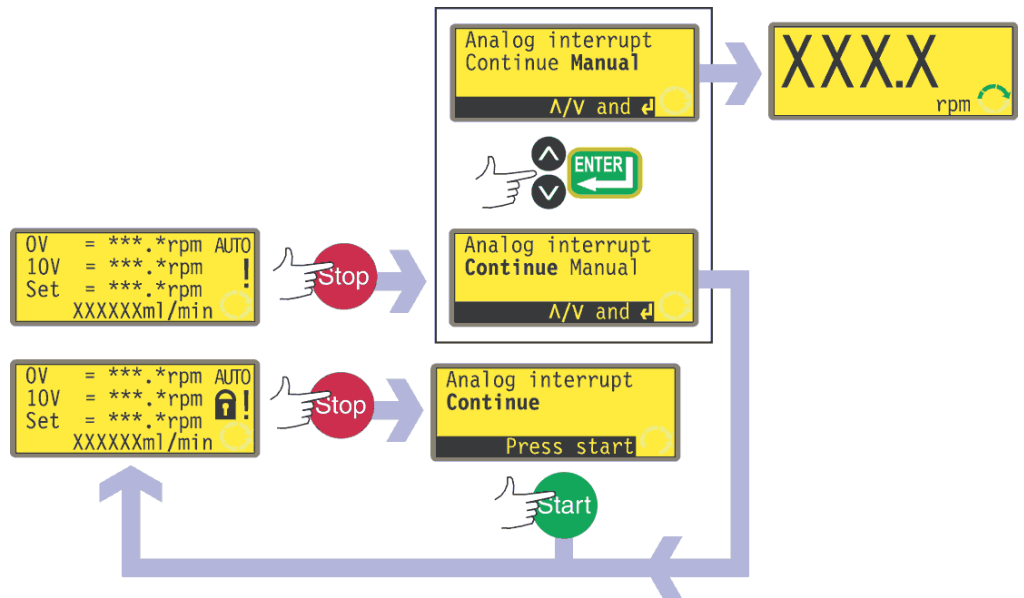 Analog interrupt
Continue Manual
Λ/V and ↲
XXX.X
rpm
ENTER
0V = ***.*rpm AUTO
10V = ***.*rpm !
Set = ***.*rpm
XXXXXXml/min
Stop
Analog interrupt
Continue Manual
Λ/V and ↲
0V = ***.*rpm AUTO
10V = ***.*rpm !
Set = ***.*rpm
XXXXXXml/min
Stop
Analog interrupt
Continue
Press start
Start